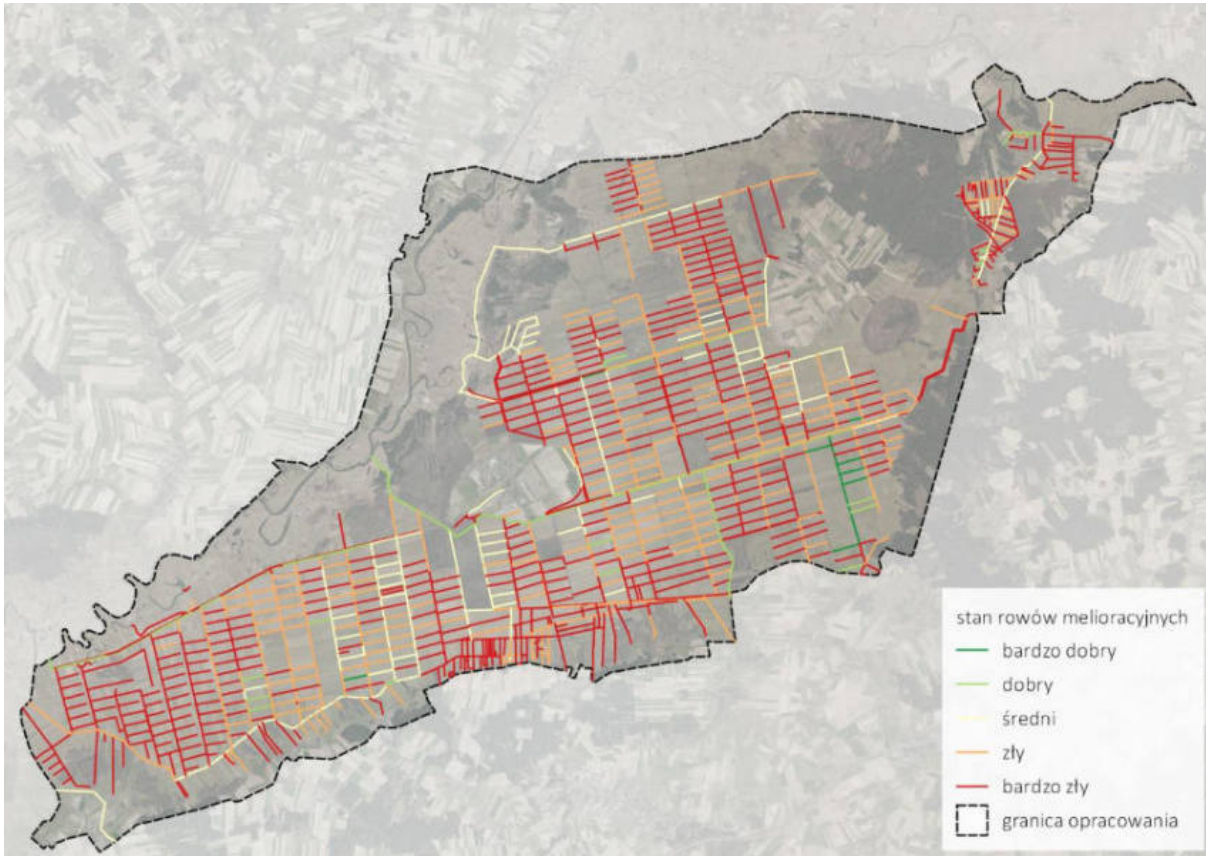 stan rowów melioracyjnych
bardzo dobry
dobry
średni
zły
bardzo zły
granica opracowania